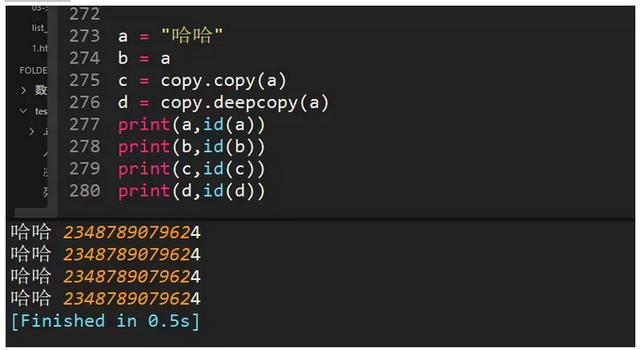 272
273 a = "哈哈"
274 b = a
275 c = copy.copy(a)
276 d = copy.deepcopy(a)
277 print(a,id(a))
278 print(b,id(b))
279 print(c,id(c))
280 print(d,id(d))
list_
1.ht
FOLDE
数
tes
哈哈 2348789079624
哈哈 2348789079624
哈哈 2348789079624
哈哈 2348789079624
[Finished in 0.5s]